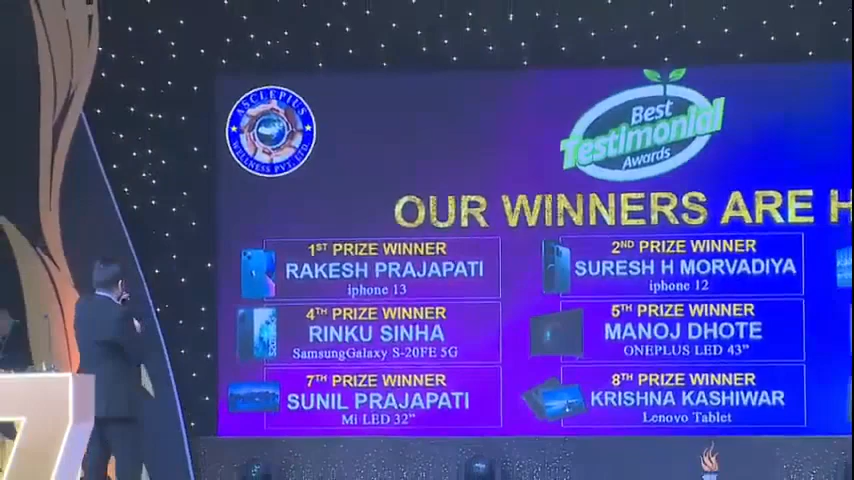 ASCLEPIUS
WELLNESS PVT. LTD.
Best
Testimonial
Awards
OUR WINNERS ARE H
1ST PRIZE WINNER
RAKESH PRAJAPATI
iphone 13
2ND PRIZE WINNER
SURESH H MORVADIYA
iphone 12
4TH PRIZE WINNER
RINKU SINHA
SamsungGalaxy S-20FE 5G
5TH PRIZE WINNER
MANOJ DHOTE
ONEPLUS LED 43”
7TH PRIZE WINNER
SUNIL PRAJAPATI
Mi LED 32”
8TH PRIZE WINNER
KRISHNA KASHIWAR
Lenovo Tablet
7